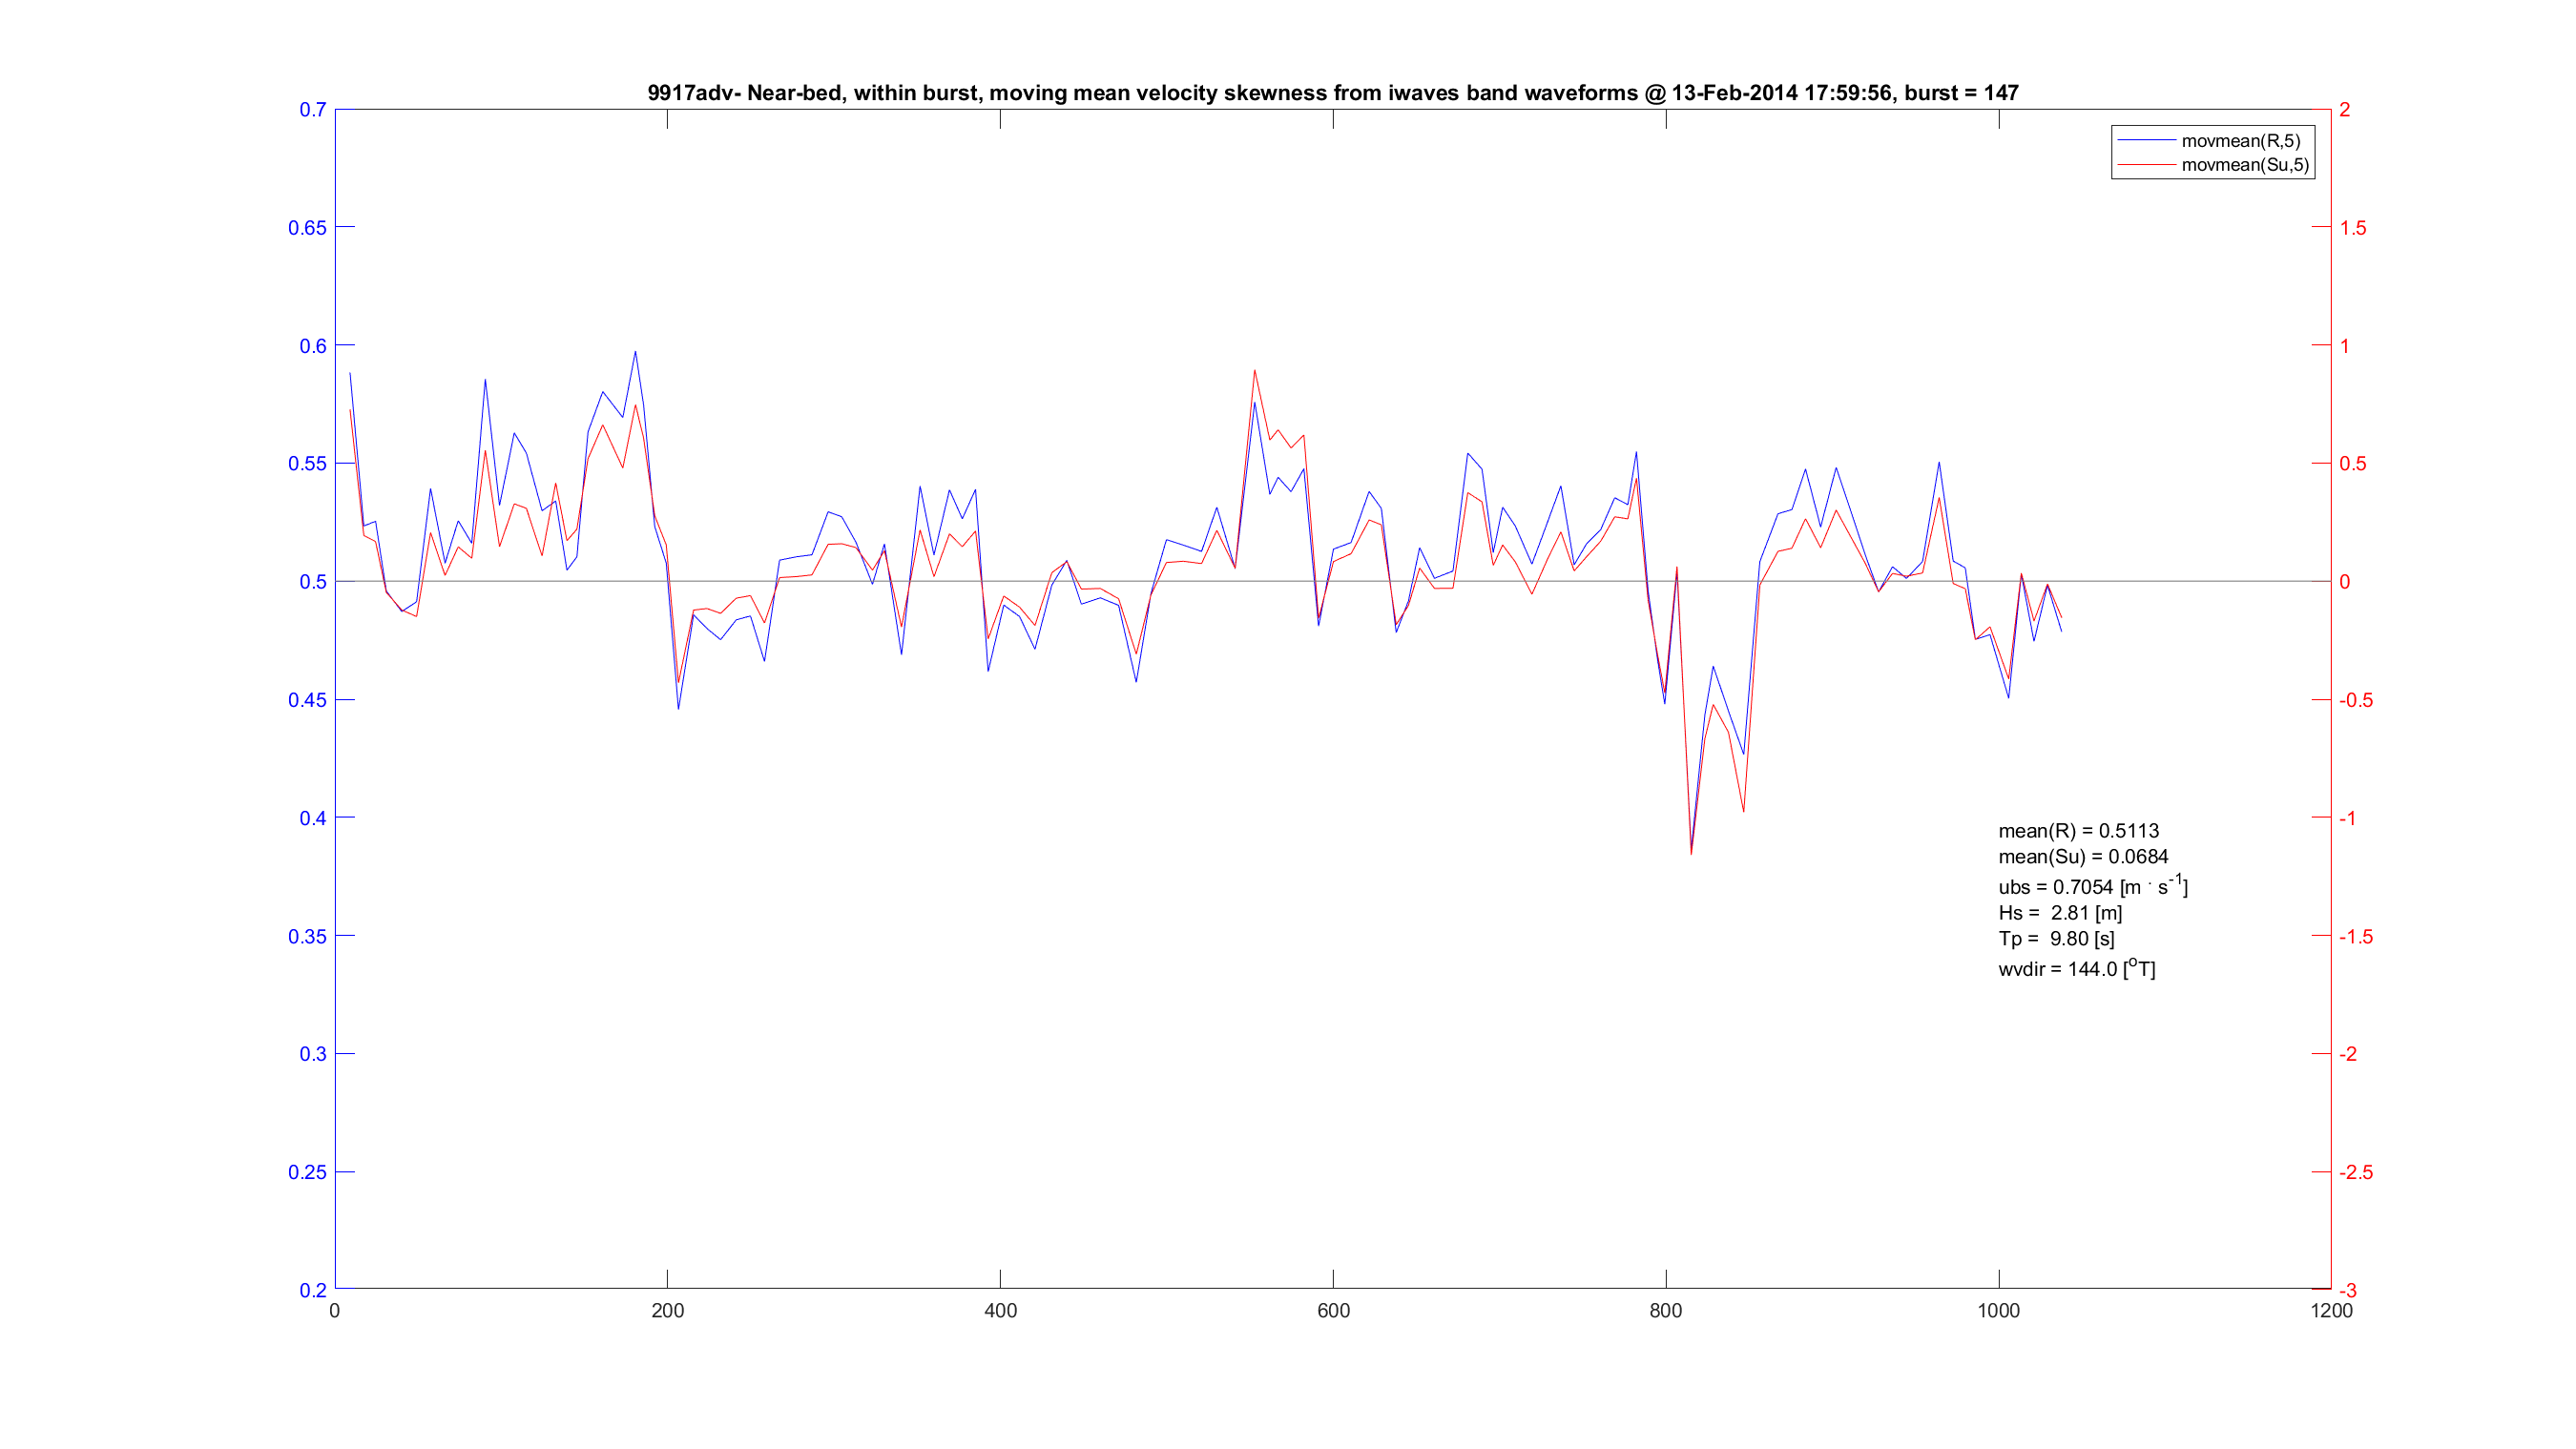 9917adv- Near-bed, within burst, moving mean velocity skewness from iwaves band waveforms @ 13-Feb-2014 17:59:56, burst = 147
0.7
0.65
0.6
0.55
0.5
0.45
0.4
0.35
0.3
0.25
0.2
2
1.5
1
0.5
0
-0.5
-1
-1.5
-2
-2.5
-3
movmean(R,5)
movmean(Su,5)
mean(R) = 0.5113
mean(Su) = 0.0684
ubs = 0.7054 [m · s⁻¹]
Hs = 2.81 [m]
Tp = 9.80 [s]
wvdir = 144.0 [°T]
0 200 400 600 800 1000 1200